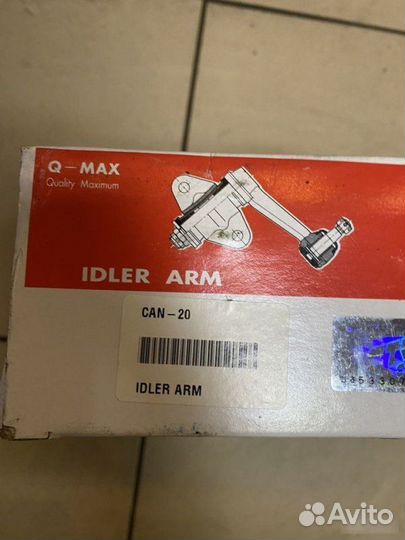 Q-MAX
Quality Maximum
IDLER ARM
CAN-20
IDLER ARM
Avito